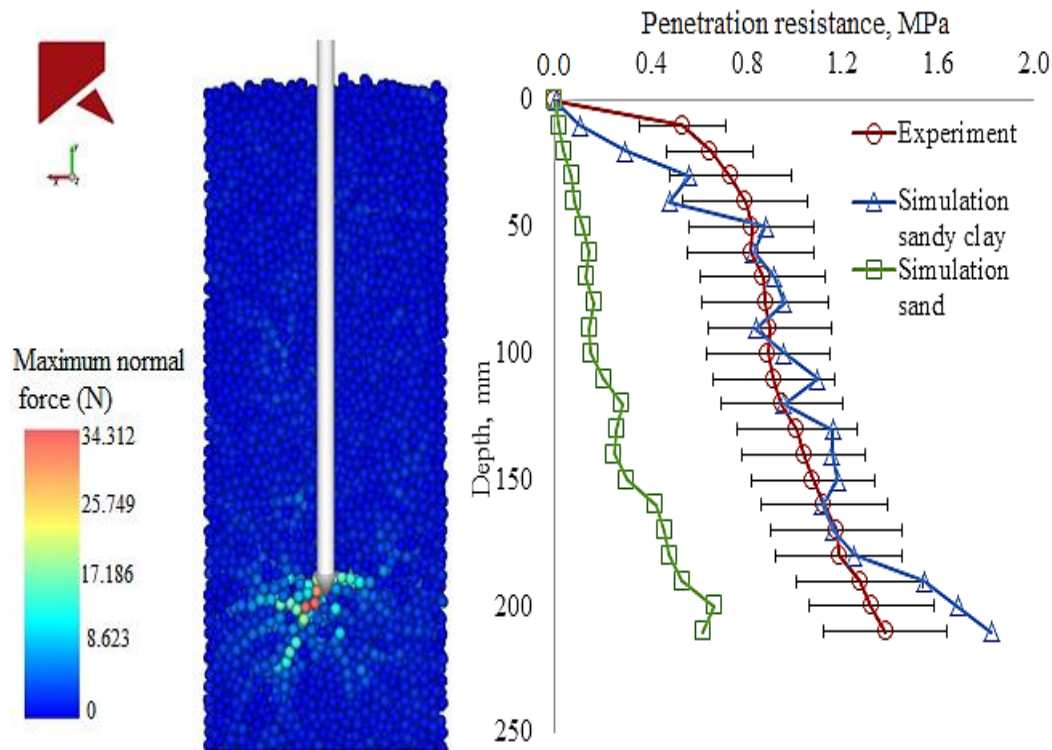 Penetration resistance, MPa
0.0 0.4 0.8 1.2 1.6 2.0
0
50
100
150
200
250
Depth, mm
Experiment
Simulation
sandy clay
Simulation
sand
Maximum normal
force (N)
34.312
25.749
17.186
8.623
0